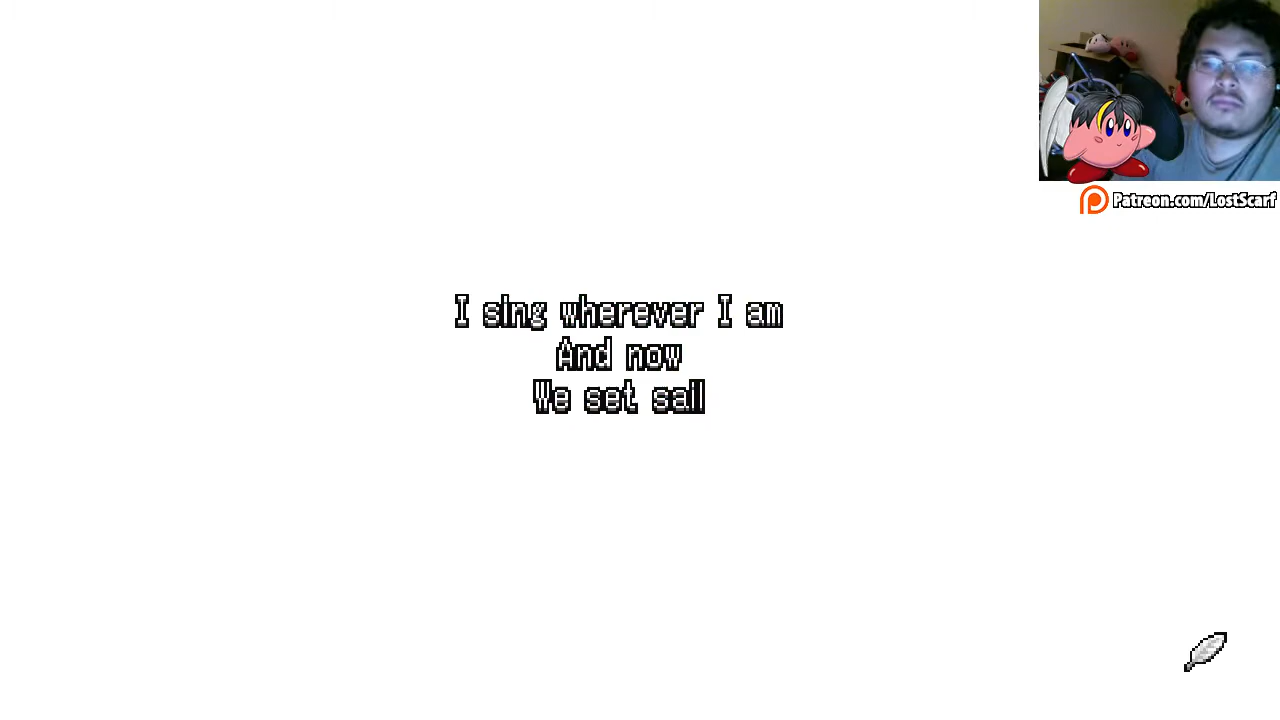 Patreon.com/LostScarf
I sing wherever I am
And now
We set sail